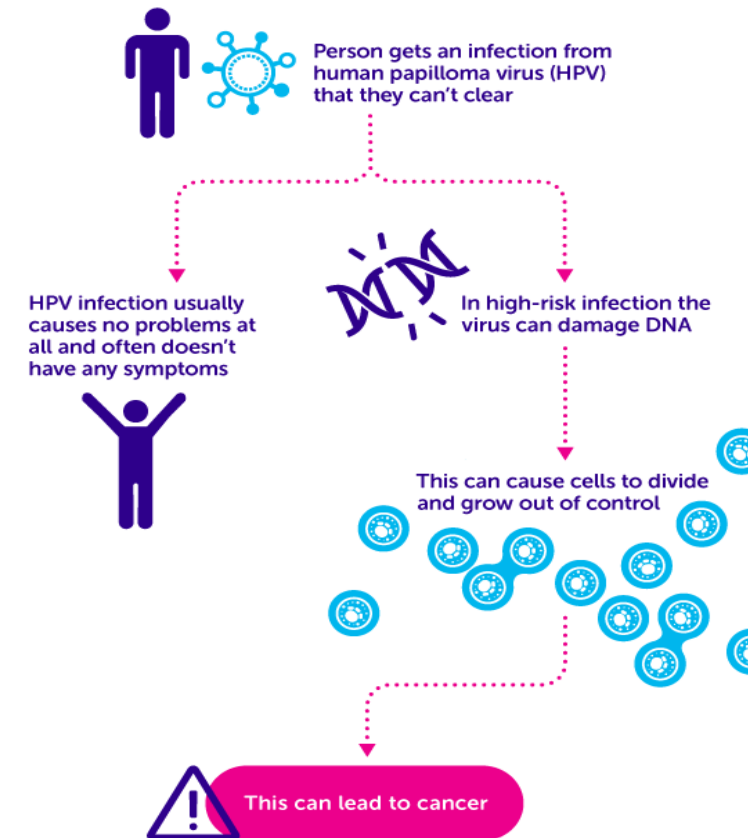 Person gets an infection from
human papilloma virus (HPV)
that they can't clear
HPV infection usually
causes no problems at
all and often doesn't
have any symptoms
In high-risk infection the
virus can damage DNA
This can cause cells to divide
and grow out of control
This can lead to cancer